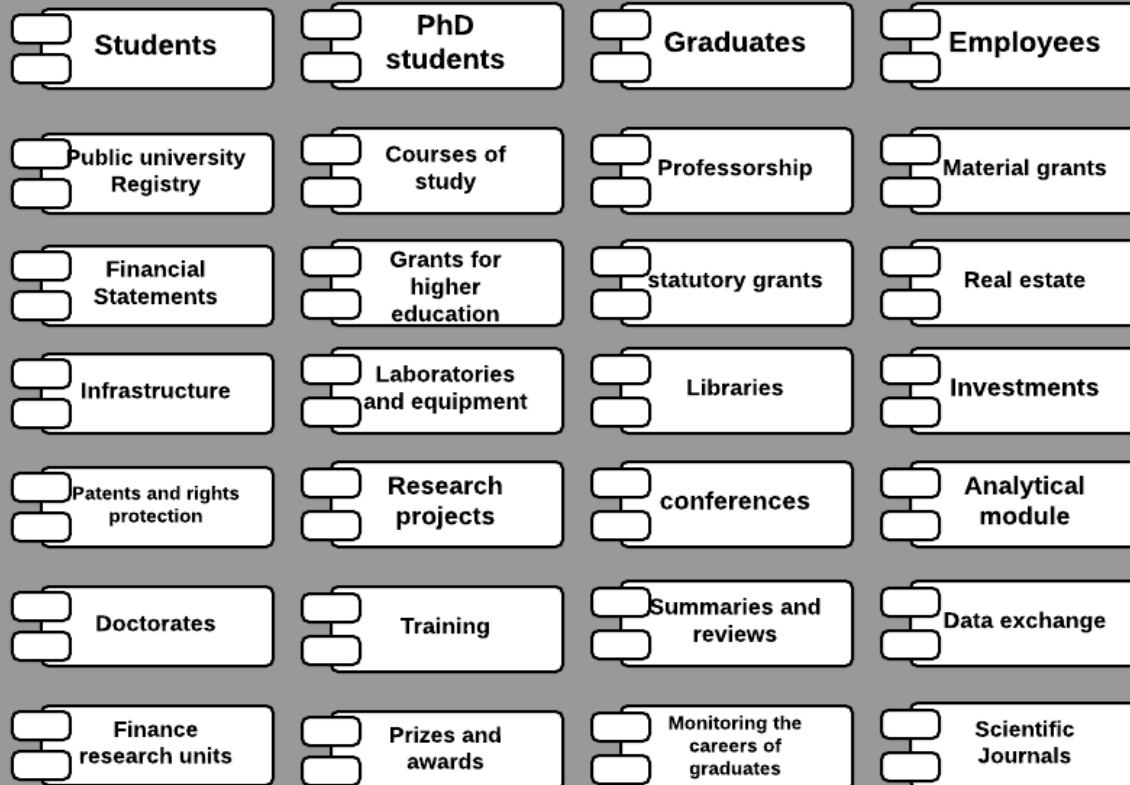 Students
PhD
students
Graduates
Employees
Public university
Registry
Courses of
study
Professorship
Material grants
Financial
Statements
Grants for
higher
education
statutory grants
Real estate
Infrastructure
Laboratories
and equipment
Libraries
Investments
Patents and rights
protection
Research
projects
conferences
Analytical
module
Doctorates
Training
Summaries and
reviews
Data exchange
Finance
research units
Prizes and
awards
Monitoring the
careers of
graduates
Scientific
Journals